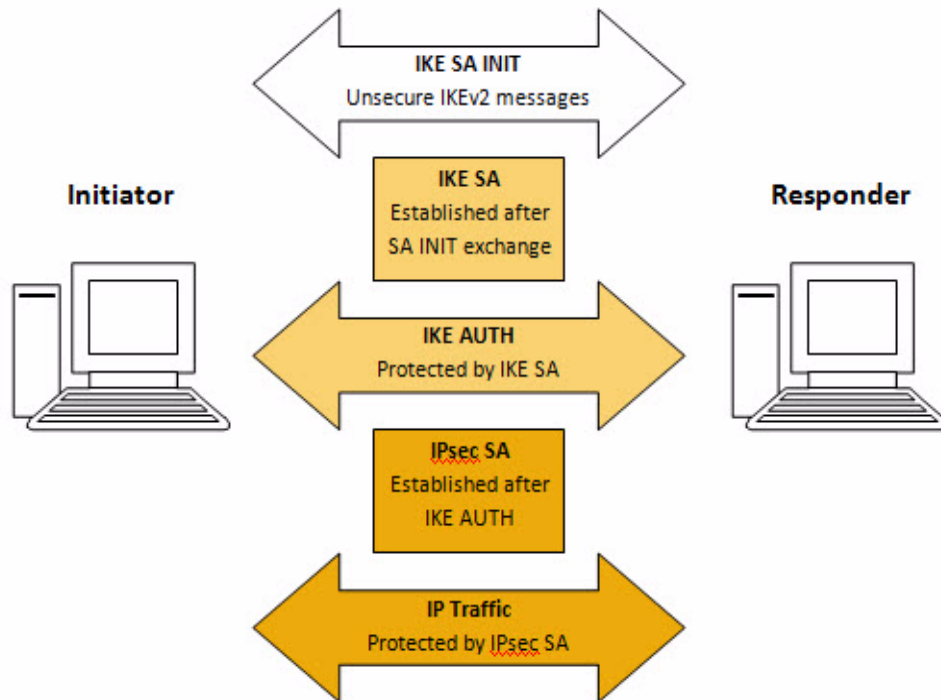 IKE SA INIT
Unsecure IKEv2 messages
Initiator
IKE SA
Established after
SA INIT exchange
Responder
IKE AUTH
Protected by IKE SA
IPsec SA
Established after
IKE AUTH
IP Traffic
Protected by IPsec SA